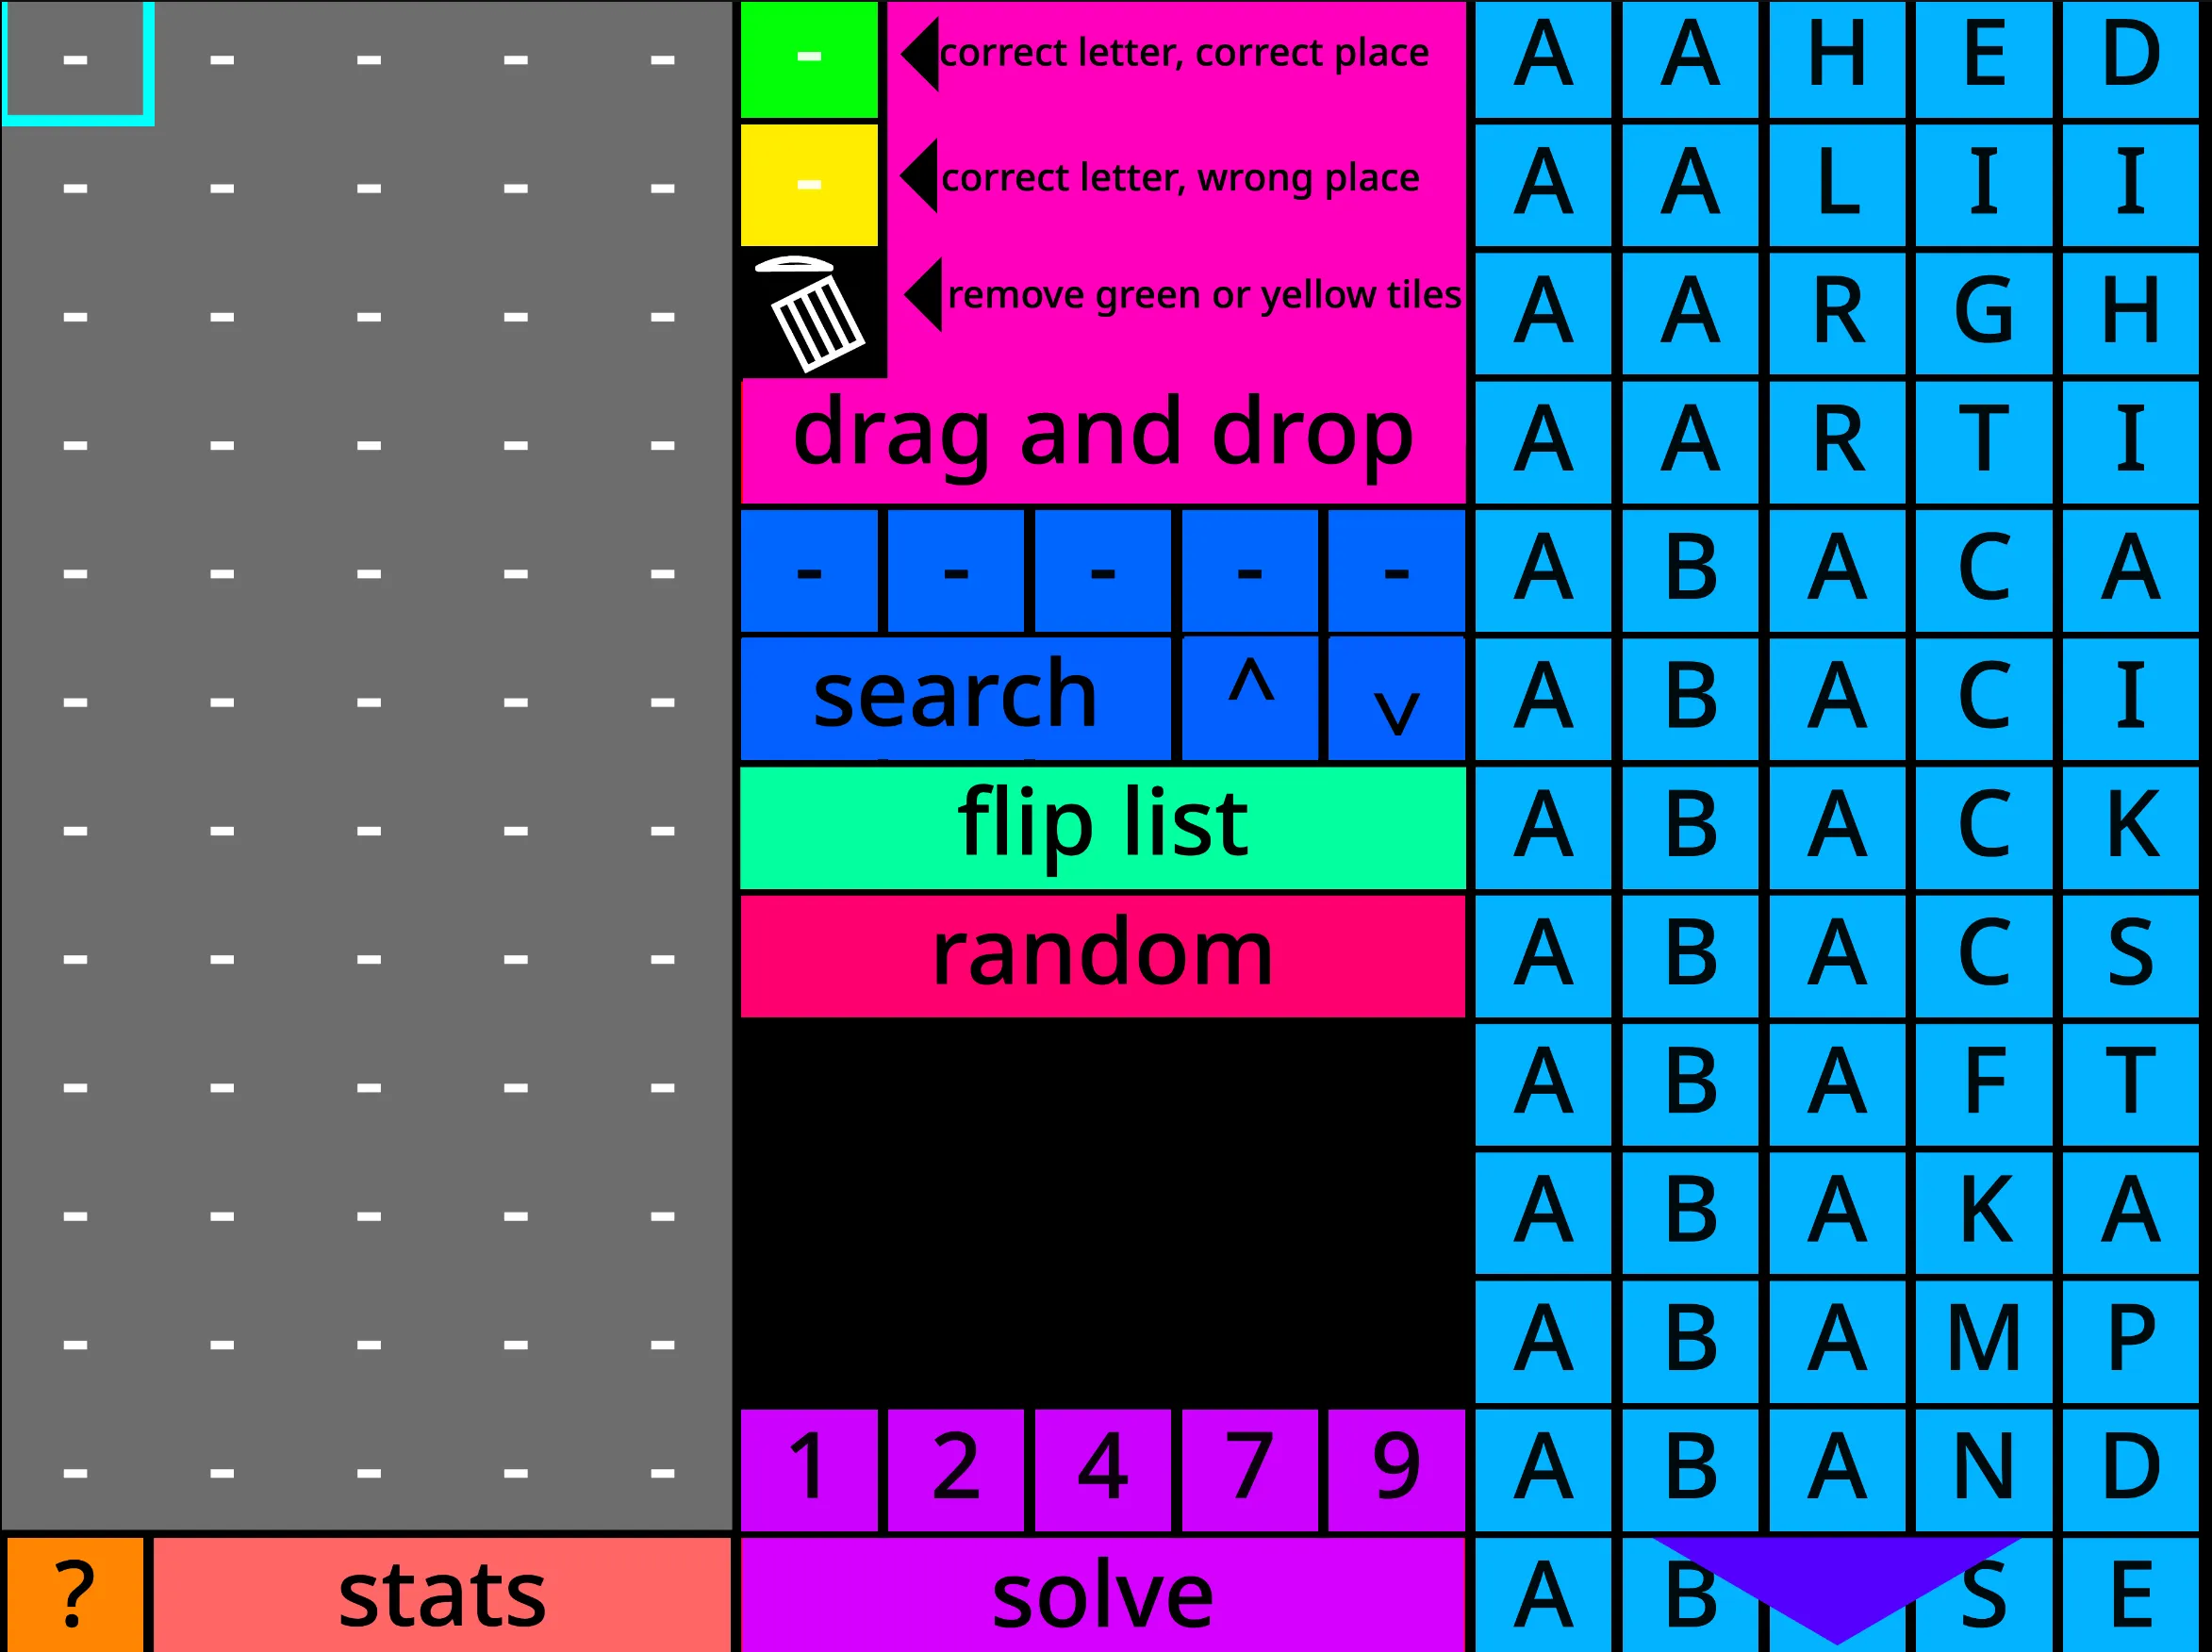 - - - - - - correct letter, correct place A A H E D
- - - - - - correct letter, wrong place A A L I I
- - - - - remove green or yellow tiles A A R G H
- - - - - drag and drop A A R T I
- - - - - - - - - - A B A C A
- - - - - search ^ v A B A C I
- - - - - flip list A B A C K
- - - - - random A B A C S
- - - - - A B A F T
- - - - - A B A K A
- - - - - A B A M P
- - - - - 1 2 4 7 9 A B A N D
? stats solve A B S E